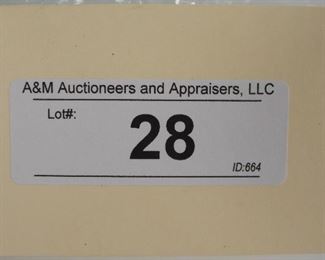 A&M Auctioneers and Appraisers, LLC
Lot#:
28
ID:664